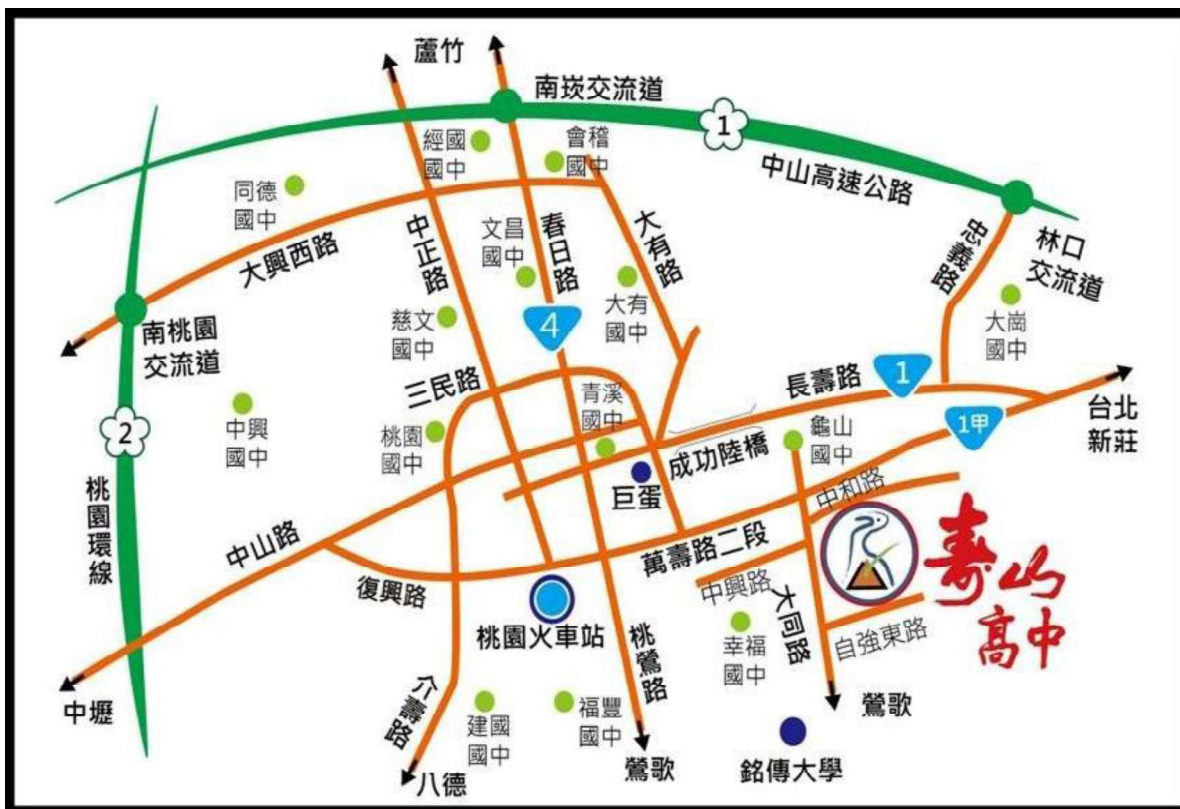 蘆竹
南崁交流道
1
中山高速公路
經國
國中
會稽
國中
同德
國中
大興西路
中正路
文昌
國中
春日路
大有路
忠義路
林口
交流道
大有
國中
大崗
國中
南桃園
交流道
慈文
國中
4
三民路
青溪
國中
長壽路
1
1甲
台北
新莊
2
中興
國中
桃園
國中
成功陸橋
龜山
國中
巨蛋
桃園環線
中山路
中和路
萬壽路二段
壽山
高中
復興路
中興路
大同路
自強東路
桃園火車站
桃鶯路
幸福
國中
中壢
介壽路
建國
國中
福豐
國中
鶯歌
八德
鶯歌
銘傳大學